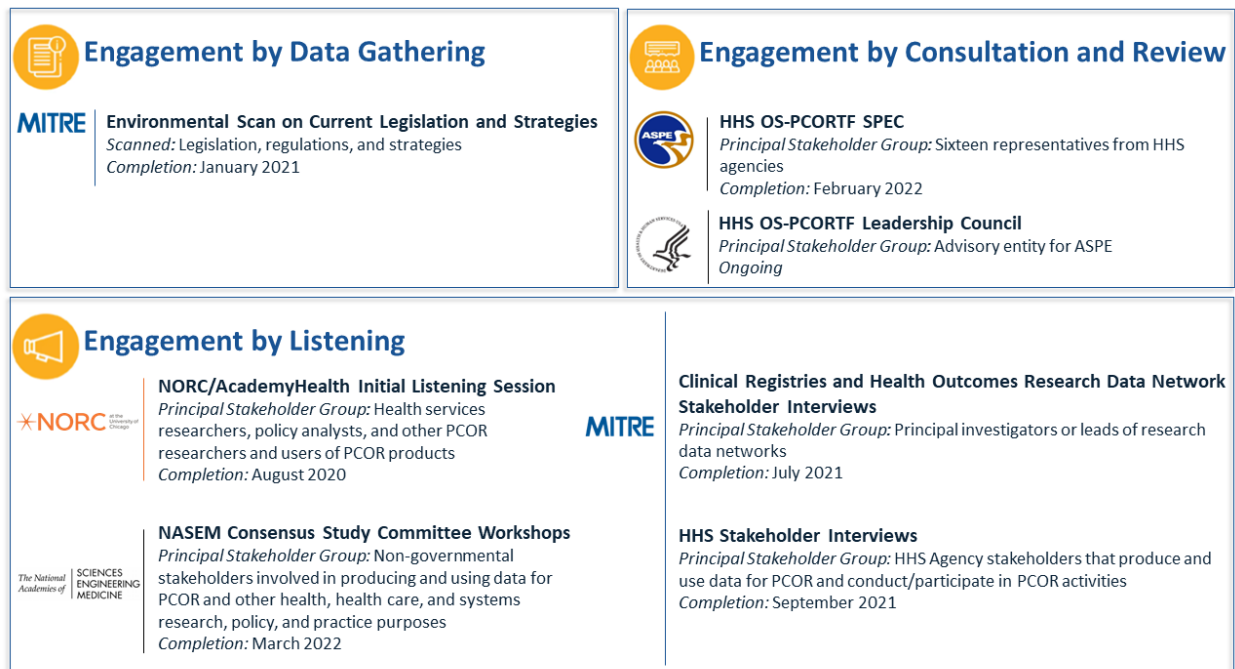 Engagement by Data Gathering
MITRE
Environmental Scan on Current Legislation and Strategies
Scanned: Legislation, regulations, and strategies
Completion: January 2021
Engagement by Consultation and Review
ASPE
HHS OS-PCORTF SPEC
Principal Stakeholder Group: Sixteen representatives from HHS
agencies
Completion: February 2022
HHS OS-PCORTF Leadership Council
Principal Stakeholder Group: Advisory entity for ASPE
Ongoing
Engagement by Listening
NORC at the
University of
Chicago
NORC/AcademyHealth Initial Listening Session
Principal Stakeholder Group: Health services
researchers, policy analysts, and other PCOR
researchers and users of PCOR products
Completion: August 2020
The National
Academies of
SCIENCES
ENGINEERING
MEDICINE
NASEM Consensus Study Committee Workshops
Principal Stakeholder Group: Non-governmental
stakeholders involved in producing and using data for
PCOR and other health, health care, and systems
research, policy, and practice purposes
Completion: March 2022
MITRE
Clinical Registries and Health Outcomes Research Data Network
Stakeholder Interviews
Principal Stakeholder Group: Principal investigators or leads of research
data networks
Completion: July 2021
HHS Stakeholder Interviews
Principal Stakeholder Group: HHS Agency stakeholders that produce and
use data for PCOR and conduct/participate in PCOR activities
Completion: September 2021